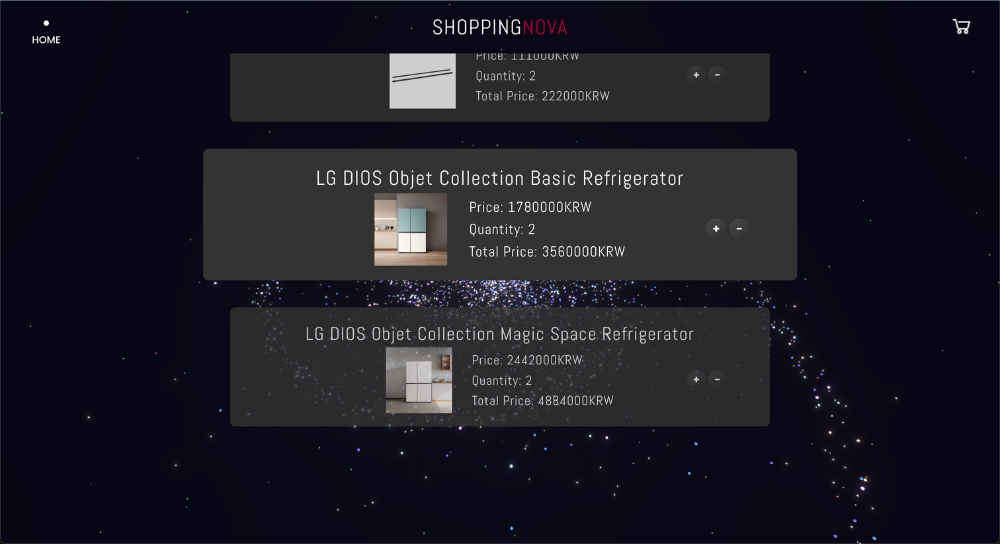 HOME
SHOPPINGNOVA
Price: 111000KRW
Quantity: 2
Total Price: 222000KRW
+ -
LG DIOS Objet Collection Basic Refrigerator
Price: 1780000KRW
Quantity: 2
Total Price: 3560000KRW
+ -
LG DIOS Objet Collection Magic Space Refrigerator
Price: 2442000KRW
Quantity: 2
Total Price: 4884000KRW
+ -